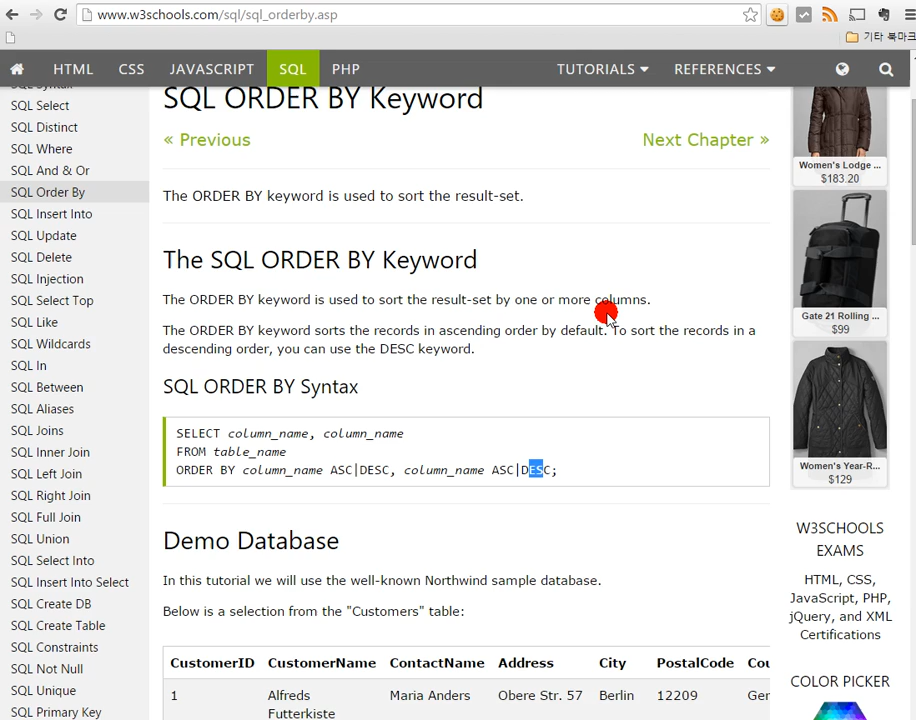 www.w3schools.com/sql/sql_orderby.asp
기타 북마크
HTML CSS JAVASCRIPT SQL PHP TUTORIALS REFERENCES
SQL Select
SQL Distinct
SQL Where
SQL And & Or
SQL Order By
SQL Insert Into
SQL Update
SQL Delete
SQL Injection
SQL Select Top
SQL Like
SQL Wildcards
SQL In
SQL Between
SQL Aliases
SQL Joins
SQL Inner Join
SQL Left Join
SQL Right Join
SQL Full Join
SQL Union
SQL Select Into
SQL Insert Into Select
SQL Create DB
SQL Create Table
SQL Constraints
SQL Not Null
SQL Unique
SQL Primary Key
SQL ORDER BY Keyword
« Previous
Next Chapter »
The ORDER BY keyword is used to sort the result-set.
The SQL ORDER BY Keyword
The ORDER BY keyword is used to sort the result-set by one or more columns.
The ORDER BY keyword sorts the records in ascending order by default. To sort the records in a
descending order, you can use the DESC keyword.
SQL ORDER BY Syntax
SELECT column_name, column_name
FROM table_name
ORDER BY column_name ASC|DESC, column_name ASC|DESC;
Demo Database
In this tutorial we will use the well-known Northwind sample database.
Below is a selection from the "Customers" table:
CustomerID CustomerName ContactName Address City PostalCode Cou
1 Alfreds Maria Anders Obere Str. 57 Berlin 12209 Ger
Futterkiste
Women's Lodge ...
$183.20
Gate 21 Rolling ...
$99
Women's Year-R...
$129
W3SCHOOLS
EXAMS
HTML, CSS,
JavaScript, PHP,
jQuery, and XML
Certifications
COLOR PICKER